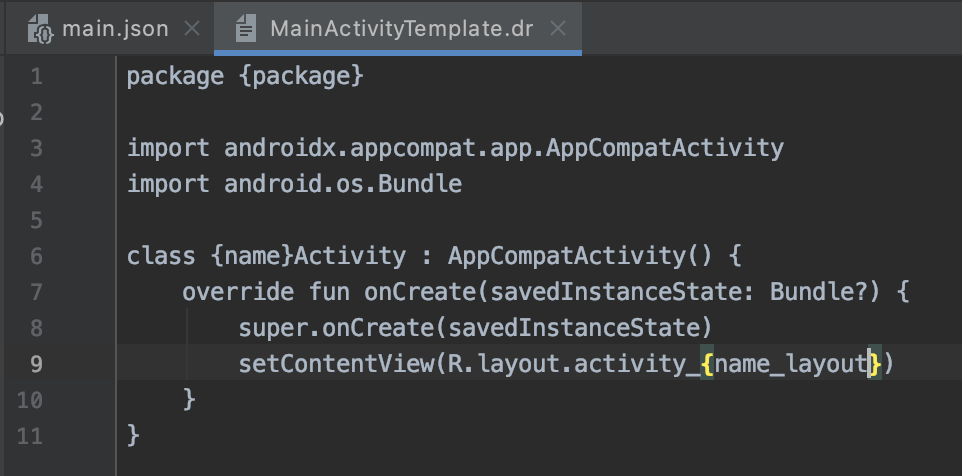 main.json MainActivityTemplate.dr
1 package {package}
2
3 import androidx.appcompat.app.AppCompatActivity
4 import android.os.Bundle
5
6 class {name}Activity : AppCompatActivity() {
7     override fun onCreate(savedInstanceState: Bundle?) {
8         super.onCreate(savedInstanceState)
9         setContentView(R.layout.activity_{name_layout})
10     }
11 }